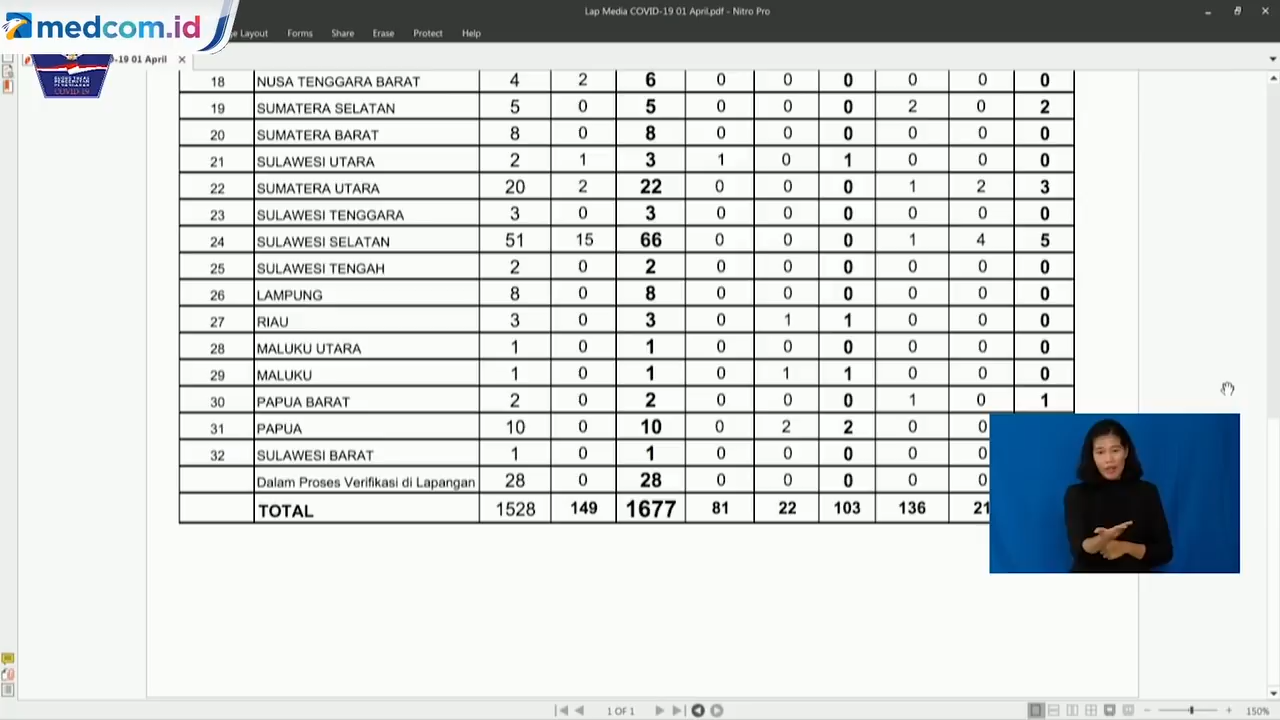 Lap Media COVID-19 01 April.pdf - Nitro Pro
medcom.id
ge Layout Forms Share Erase Protect Help
-19 01 April
COVID-19
18 NUSA TENGGARA BARAT 4 2 6 0 0 0 0 0 0
19 SUMATERA SELATAN 5 0 5 0 0 0 2 0 2
20 SUMATERA BARAT 8 0 8 0 0 0 0 0 0
21 SULAWESI UTARA 2 1 3 1 0 1 0 0 0
22 SUMATERA UTARA 20 2 22 0 0 0 1 2 3
23 SULAWESI TENGGARA 3 0 3 0 0 0 0 0 0
24 SULAWESI SELATAN 51 15 66 0 0 0 1 4 5
25 SULAWESI TENGAH 2 0 2 0 0 0 0 0 0
26 LAMPUNG 8 0 8 0 0 0 0 0 0
27 RIAU 3 0 3 0 1 1 0 0 0
28 MALUKU UTARA 1 0 1 0 0 0 0 0 0
29 MALUKU 1 0 1 0 1 1 0 0 0
30 PAPUA BARAT 2 0 2 0 0 0 1 0 1
31 PAPUA 10 0 10 0 2 2 0 0
32 SULAWESI BARAT 1 0 1 0 0 0 0 0
Dalam Proses Verifikasi di Lapangan 28 0 28 0 0 0 0 0
TOTAL 1528 149 1677 81 22 103 136 21
1 OF 1
150%